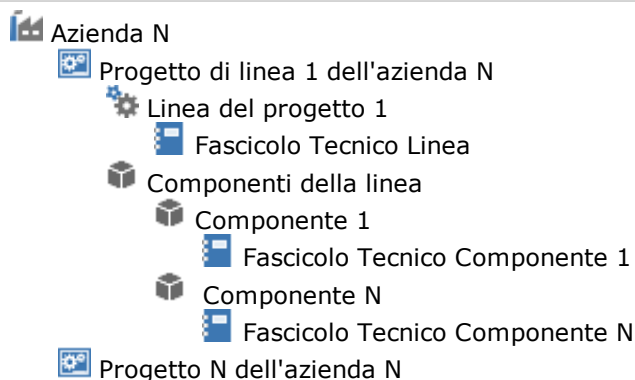 Azienda N
Progetto di linea 1 dell'azienda N
Linea del progetto 1
Fascicolo Tecnico Linea
Componenti della linea
Componente 1
Fascicolo Tecnico Componente 1
Componente N
Fascicolo Tecnico Componente N
Progetto N dell'azienda N